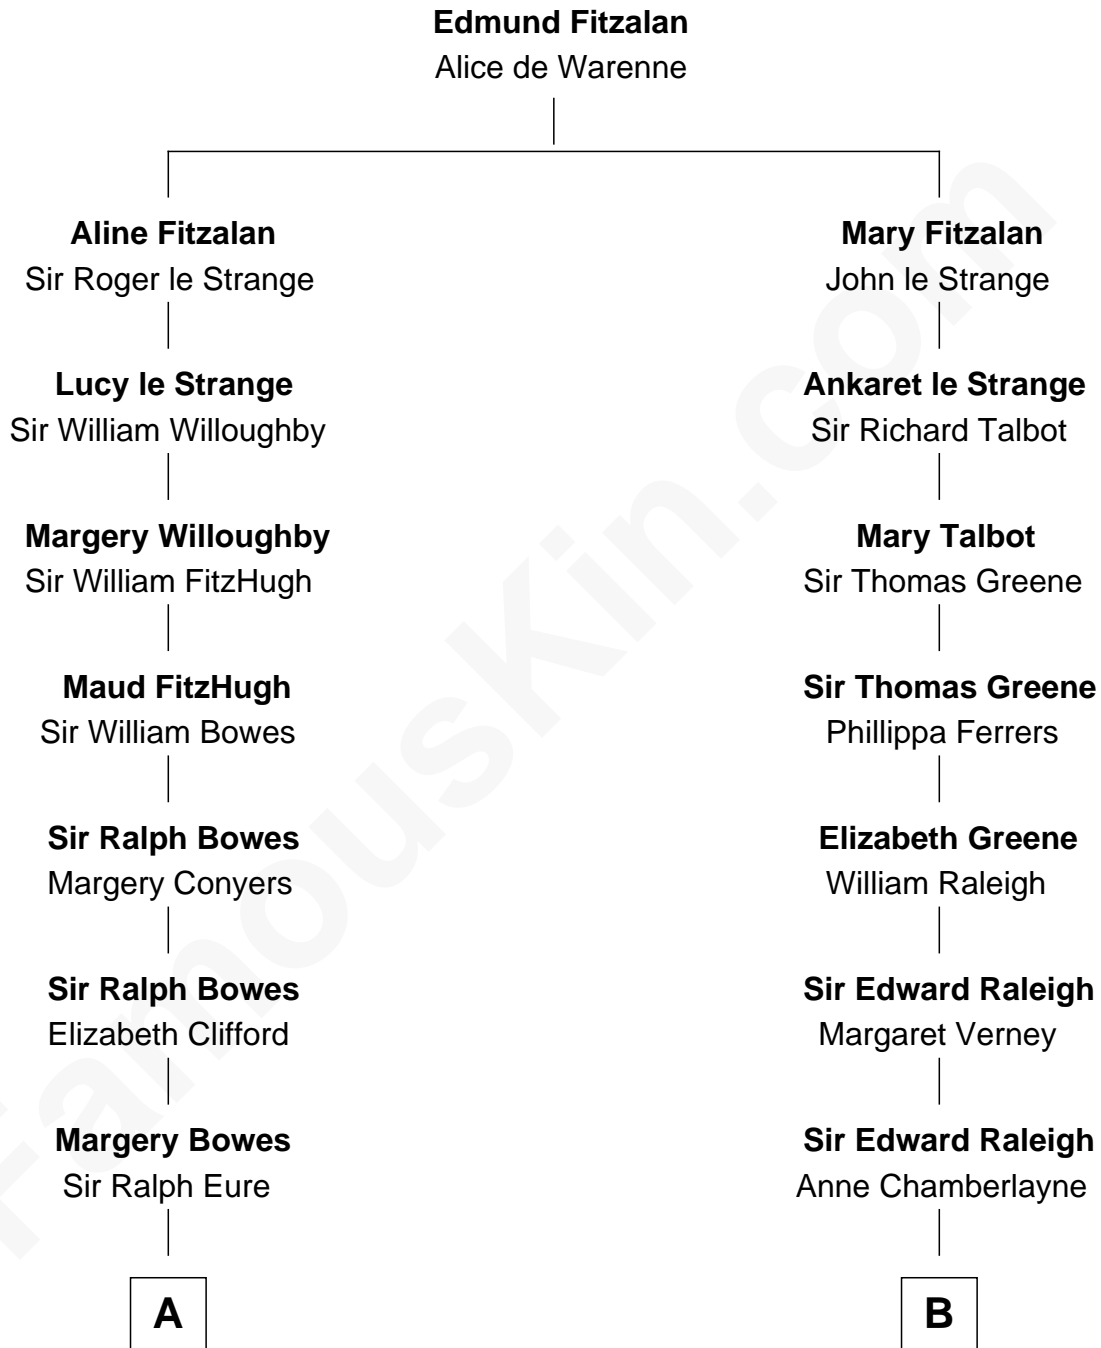 Edmund Fitzalan
Alice de Warenne
Aline Fitzalan
Sir Roger le Strange
Mary Fitzalan
John le Strange
Lucy le Strange
Sir William Willoughby
Ankaret le Strange
Sir Richard Talbot
Margery Willoughby
Sir William FitzHugh
Mary Talbot
Sir Thomas Greene
Maud FitzHugh
Sir William Bowes
Sir Thomas Greene
Phillippa Ferrers
Sir Ralph Bowes
Margery Conyers
Elizabeth Greene
William Raleigh
Sir Ralph Bowes
Elizabeth Clifford
Sir Edward Raleigh
Margaret Verney
Margery Bowes
Sir Ralph Eure
Sir Edward Raleigh
Anne Chamberlayne
A
B
FamousKin.com